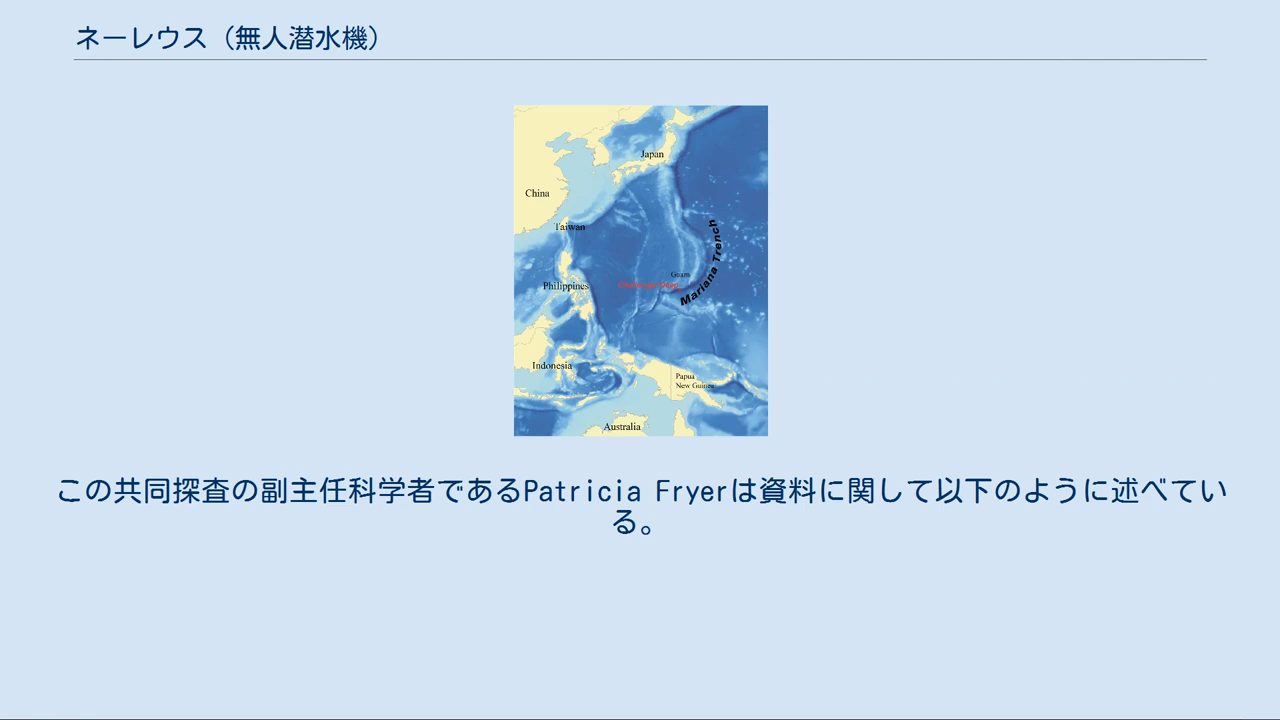 ネーレウス（無人潜水機）
Japan
China
Taiwan
Mariana Trench
Guam
Philippines
Indonesia
Papua
New Guinea
Australia
この共同探査の副主任科学者であるPatricia Fryerは資料に関して以下のように述べてい
る。